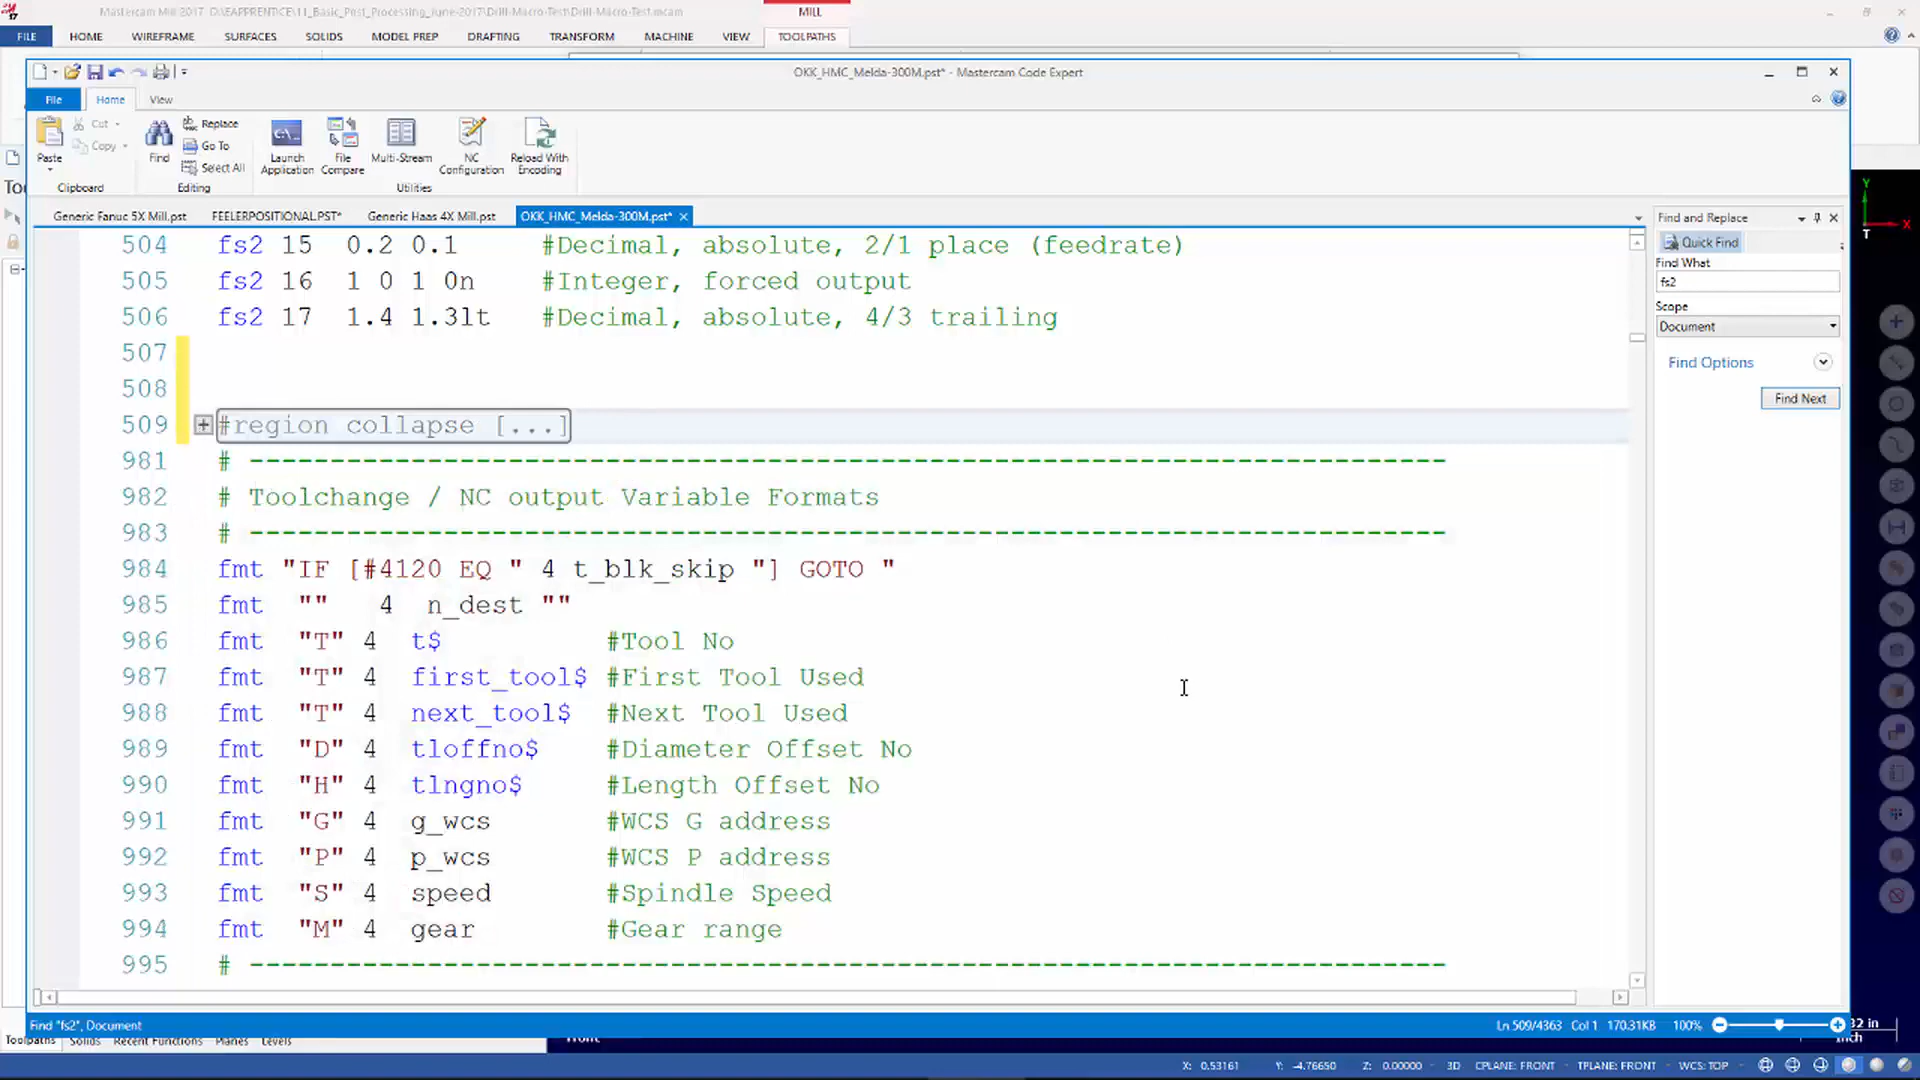 Mastercam Mill 2017 D:\EAPPRENTICE\11_Basic_Post_Processing_June-2017\Drill-Macro-Test\Drill-Macro-Test.mcam
MILL
17
FILE HOME WIREFRAME SURFACES SOLIDS MODEL PREP DRAFTING TRANSFORM MACHINE VIEW TOOLPATHS
OKK_HMC_Melda-300M.pst* - Mastercam Code Expert
File Home View
Paste Cut Copy Clipboard
Find Replace Go To Select All Editing
Launch Application File Compare Multi-Stream NC Configuration Reload With Encoding
Utilities
Generic Fanuc 5X Mill.pst FEELERPOSITIONAL.PST* Generic Haas 4X Mill.pst OKK_HMC_Melda-300M.pst*
504 fs2 15 0.2 0.1 #Decimal, absolute, 2/1 place (feedrate)
505 fs2 16 1 0 1 0n #Integer, forced output
506 fs2 17 1.4 1.3lt #Decimal, absolute, 4/3 trailing
507
508
509 #region collapse [...]
981 # --------------------------------------------------------------------------
982 # Toolchange / NC output Variable Formats
983 # --------------------------------------------------------------------------
984 fmt "IF [#4120 EQ " 4 t_blk_skip "] GOTO "
985 fmt "" 4 n_dest ""
986 fmt "T" 4 t$ #Tool No
987 fmt "T" 4 first_tool$ #First Tool Used
988 fmt "T" 4 next_tool$ #Next Tool Used
989 fmt "D" 4 tloffno$ #Diameter Offset No
990 fmt "H" 4 tlngno$ #Length Offset No
991 fmt "G" 4 g_wcs #WCS G address
992 fmt "P" 4 p_wcs #WCS P address
993 fmt "S" 4 speed #Spindle Speed
994 fmt "M" 4 gear #Gear range
995 # --------------------------------------------------------------------------
Find and Replace
Quick Find
Find What
fs2
Scope
Document
Find Options
Find Next
Y
X
T
Find "fs2", Document
Ln 509/4363 Col 1 170.31KB 100%
Toolpaths Solids Recent Functions Planes Levels
32 in
Inch
X: 0.53161 Y: -4.76650 Z: 0.00000 3D CPLANE: FRONT TPLANE: FRONT WCS: TOP